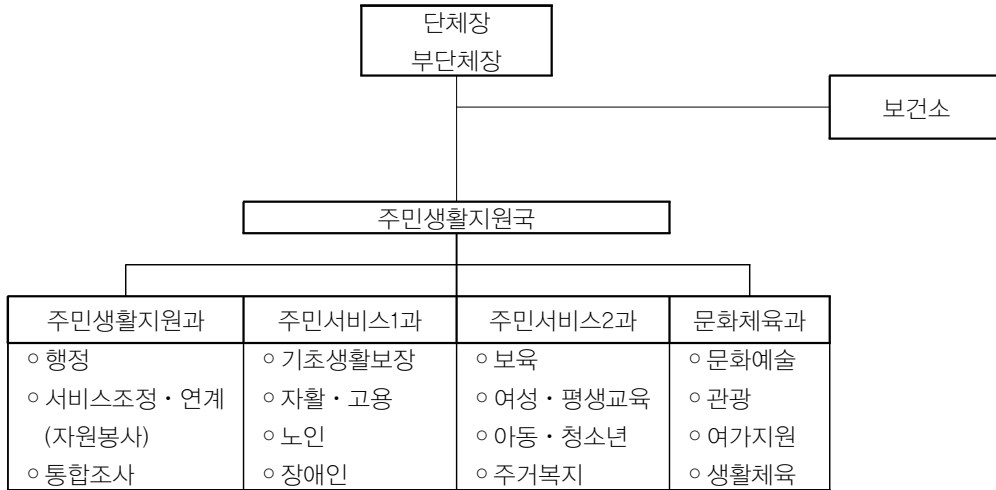 단체장
부단체장
보건소
주민생활지원국
주민생활지원과
◦ 행정
◦ 서비스조정・연계
(자원봉사)
◦ 통합조사
주민서비스1과
◦ 기초생활보장
◦ 자활・고용
◦ 노인
◦ 장애인
주민서비스2과
◦ 보육
◦ 여성・평생교육
◦ 아동・청소년
◦ 주거복지
문화체육과
◦ 문화예술
◦ 관광
◦ 여가지원
◦ 생활체육